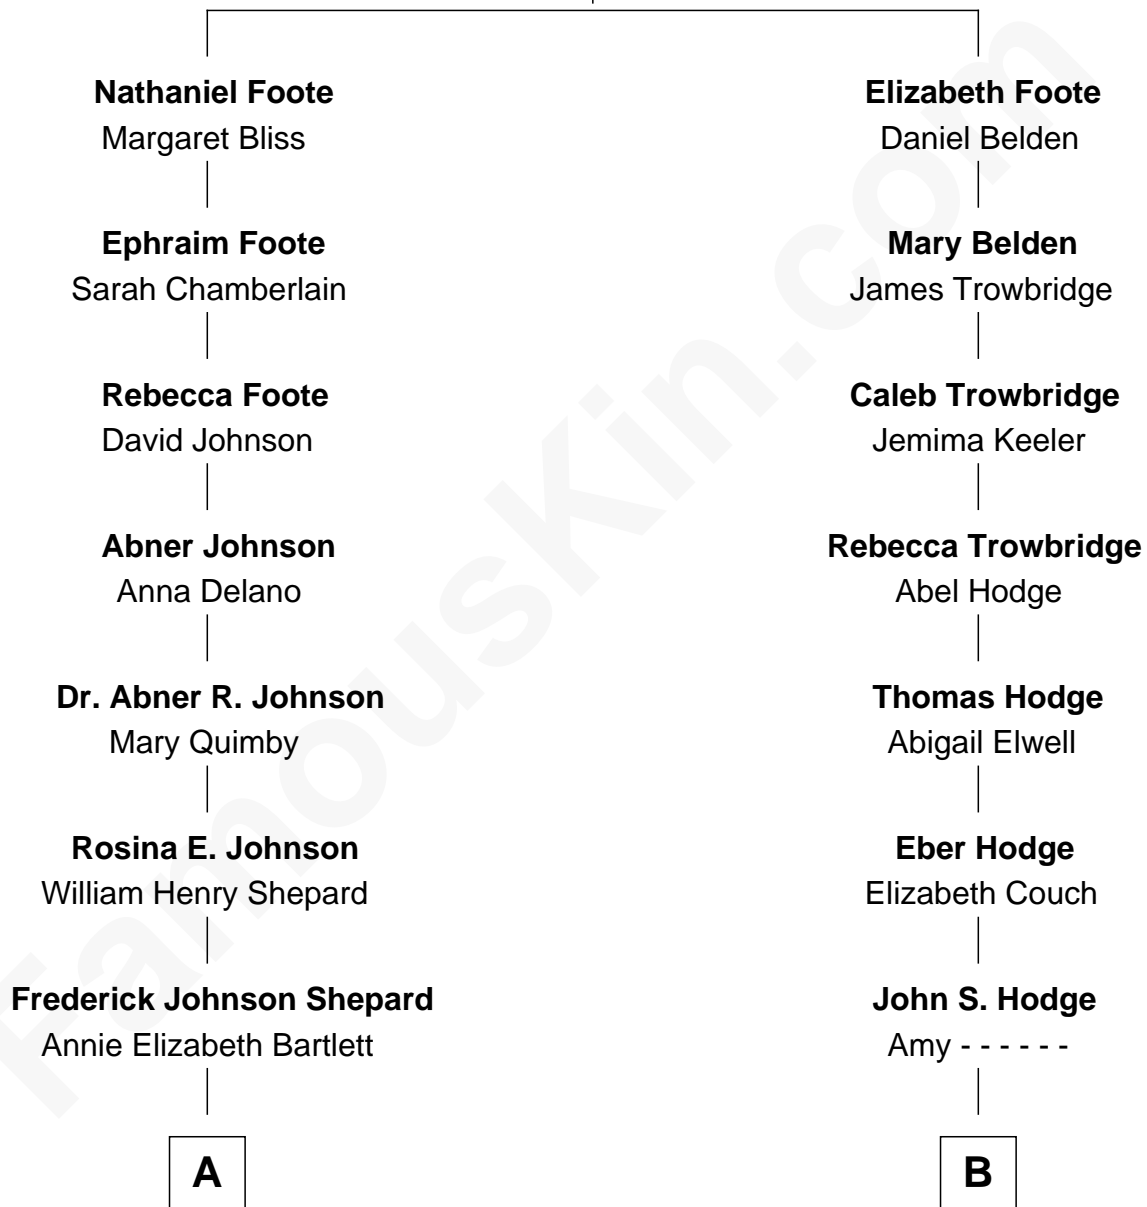 Nathaniel Foote
Margaret Bliss
Elizabeth Foote
Daniel Belden
Ephraim Foote
Sarah Chamberlain
Mary Belden
James Trowbridge
Rebecca Foote
David Johnson
Caleb Trowbridge
Jemima Keeler
Abner Johnson
Anna Delano
Rebecca Trowbridge
Abel Hodge
Dr. Abner R. Johnson
Mary Quimby
Thomas Hodge
Abigail Elwell
Rosina E. Johnson
William Henry Shepard
Eber Hodge
Elizabeth Couch
Frederick Johnson Shepard
Annie Elizabeth Bartlett
John S. Hodge
Amy - - - - - -
A
B
FamousKin.com